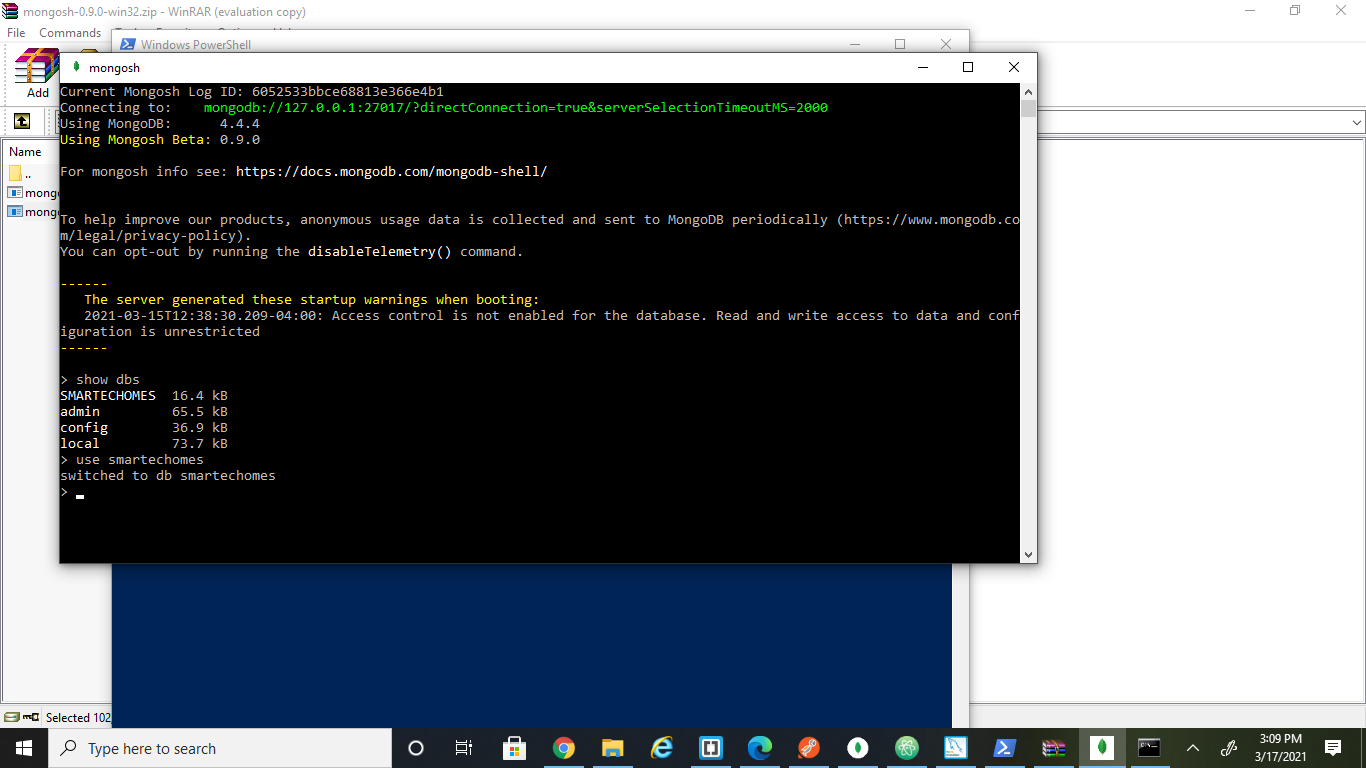 mongosh-0.9.0-win32.zip - WinRAR (evaluation copy)
File Commands
Windows PowerShell
mongosh
Add
Name
..
mongo
mongo
Current Mongosh Log ID: 6052533bbce68813e366e4b1
Connecting to: mongodb://127.0.0.1:27017/?directConnection=true&serverSelectionTimeoutMS=2000
Using MongoDB: 4.4.4
Using Mongosh Beta: 0.9.0
For mongosh info see: https://docs.mongodb.com/mongodb-shell/
To help improve our products, anonymous usage data is collected and sent to MongoDB periodically (https://www.mongodb.co
m/legal/privacy-policy).
You can opt-out by running the disableTelemetry() command.
------
The server generated these startup warnings when booting:
2021-03-15T12:38:30.209-04:00: Access control is not enabled for the database. Read and write access to data and conf
iguration is unrestricted
------
> show dbs
SMARTECHOMES 16.4 kB
admin 65.5 kB
config 36.9 kB
local 73.7 kB
> use smartechomes
switched to db smartechomes
>
Selected 102
Type here to search
3:09 PM
3/17/2021